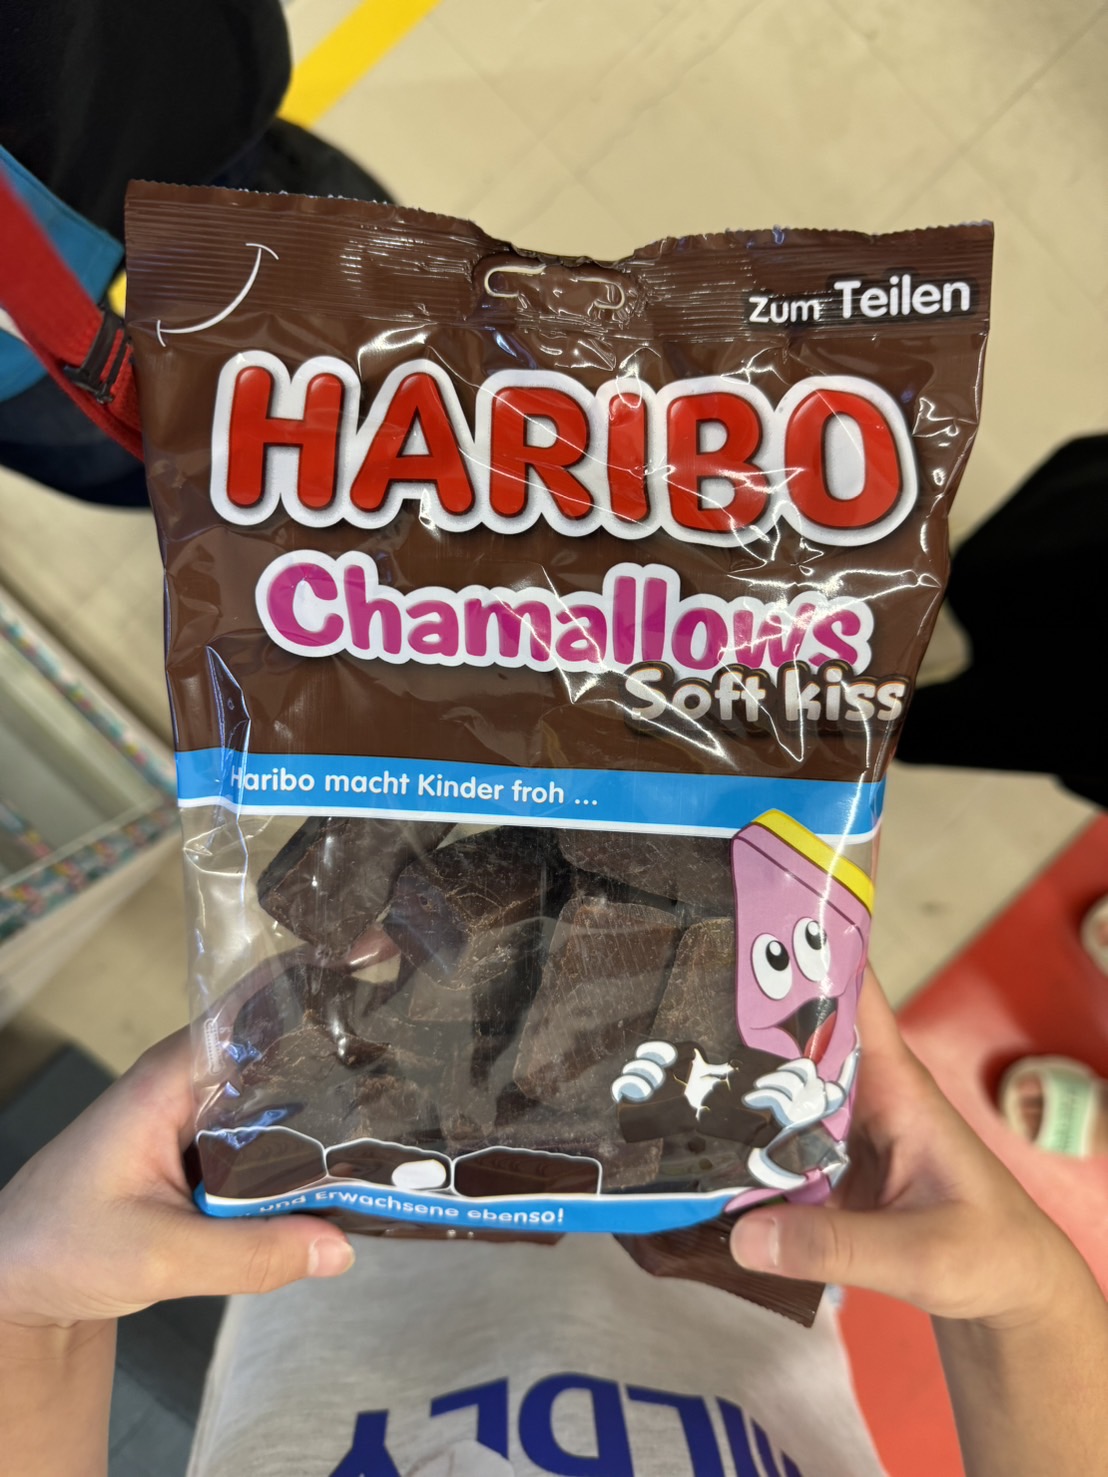 Zum Teilen
HARIBO
Chamallows
Soft kiss
Haribo macht Kinder froh ...
und Erwachsene ebenso!